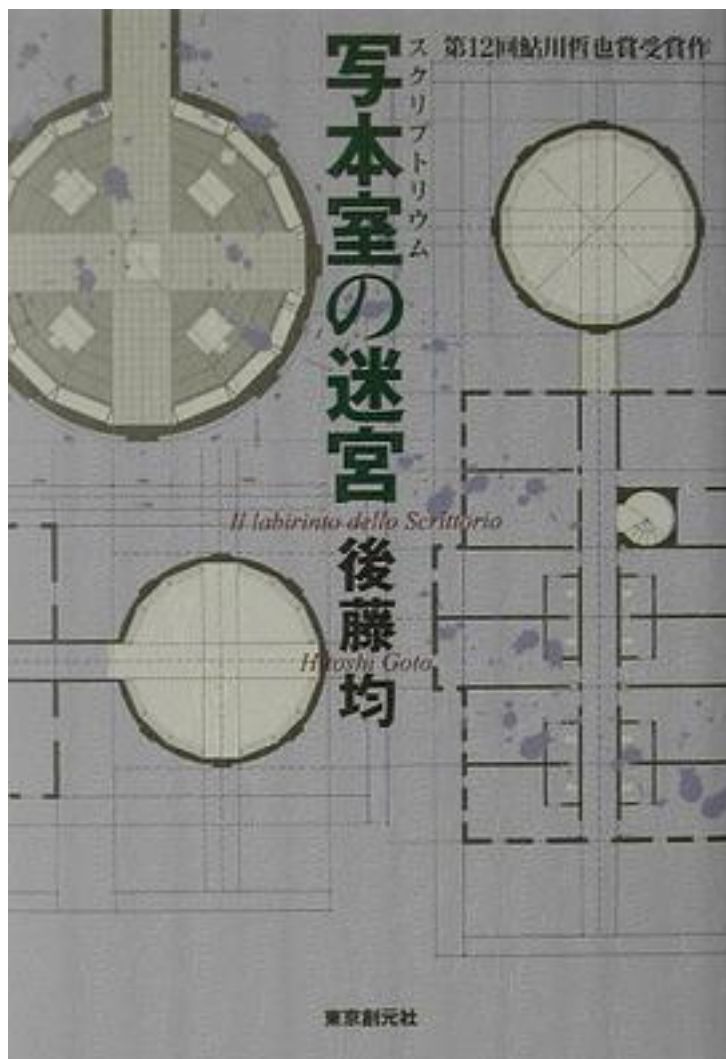 第12回鮎川哲也賞受賞作
スクリプトリウム
写本室の迷宮
Il labirinto dello Scrittorio
後藤均
Hitoshi Goto
東京創元社